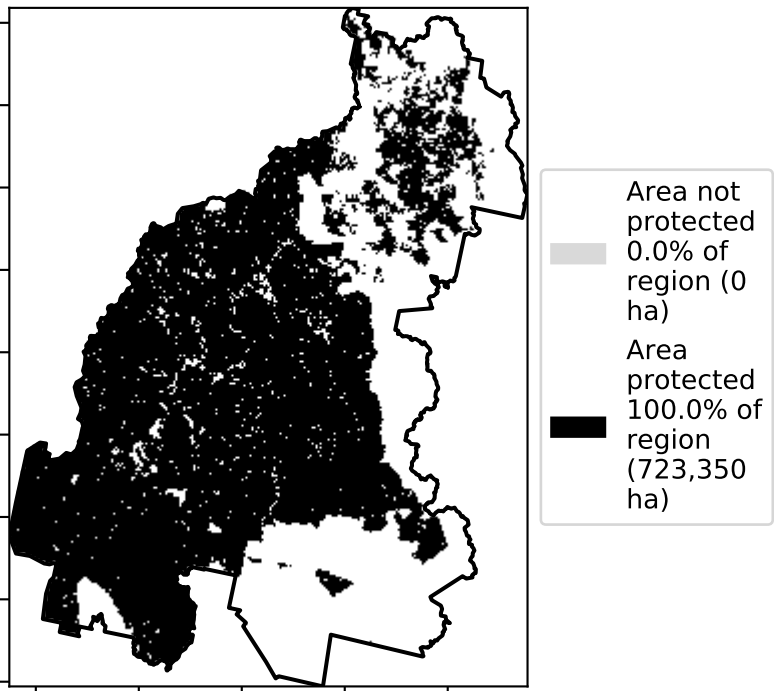 Area not
protected
0.0% of
region (0
ha)
Area
protected
100.0% of
region
(723,350
ha)